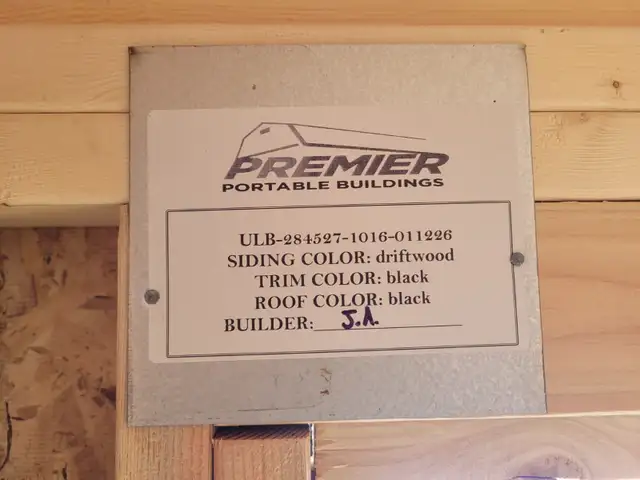 PREMIER
PORTABLE BUILDINGS
ULB-284527-1016-011226
SIDING COLOR: driftwood
TRIM COLOR: black
ROOF COLOR: black
BUILDER: J.A.